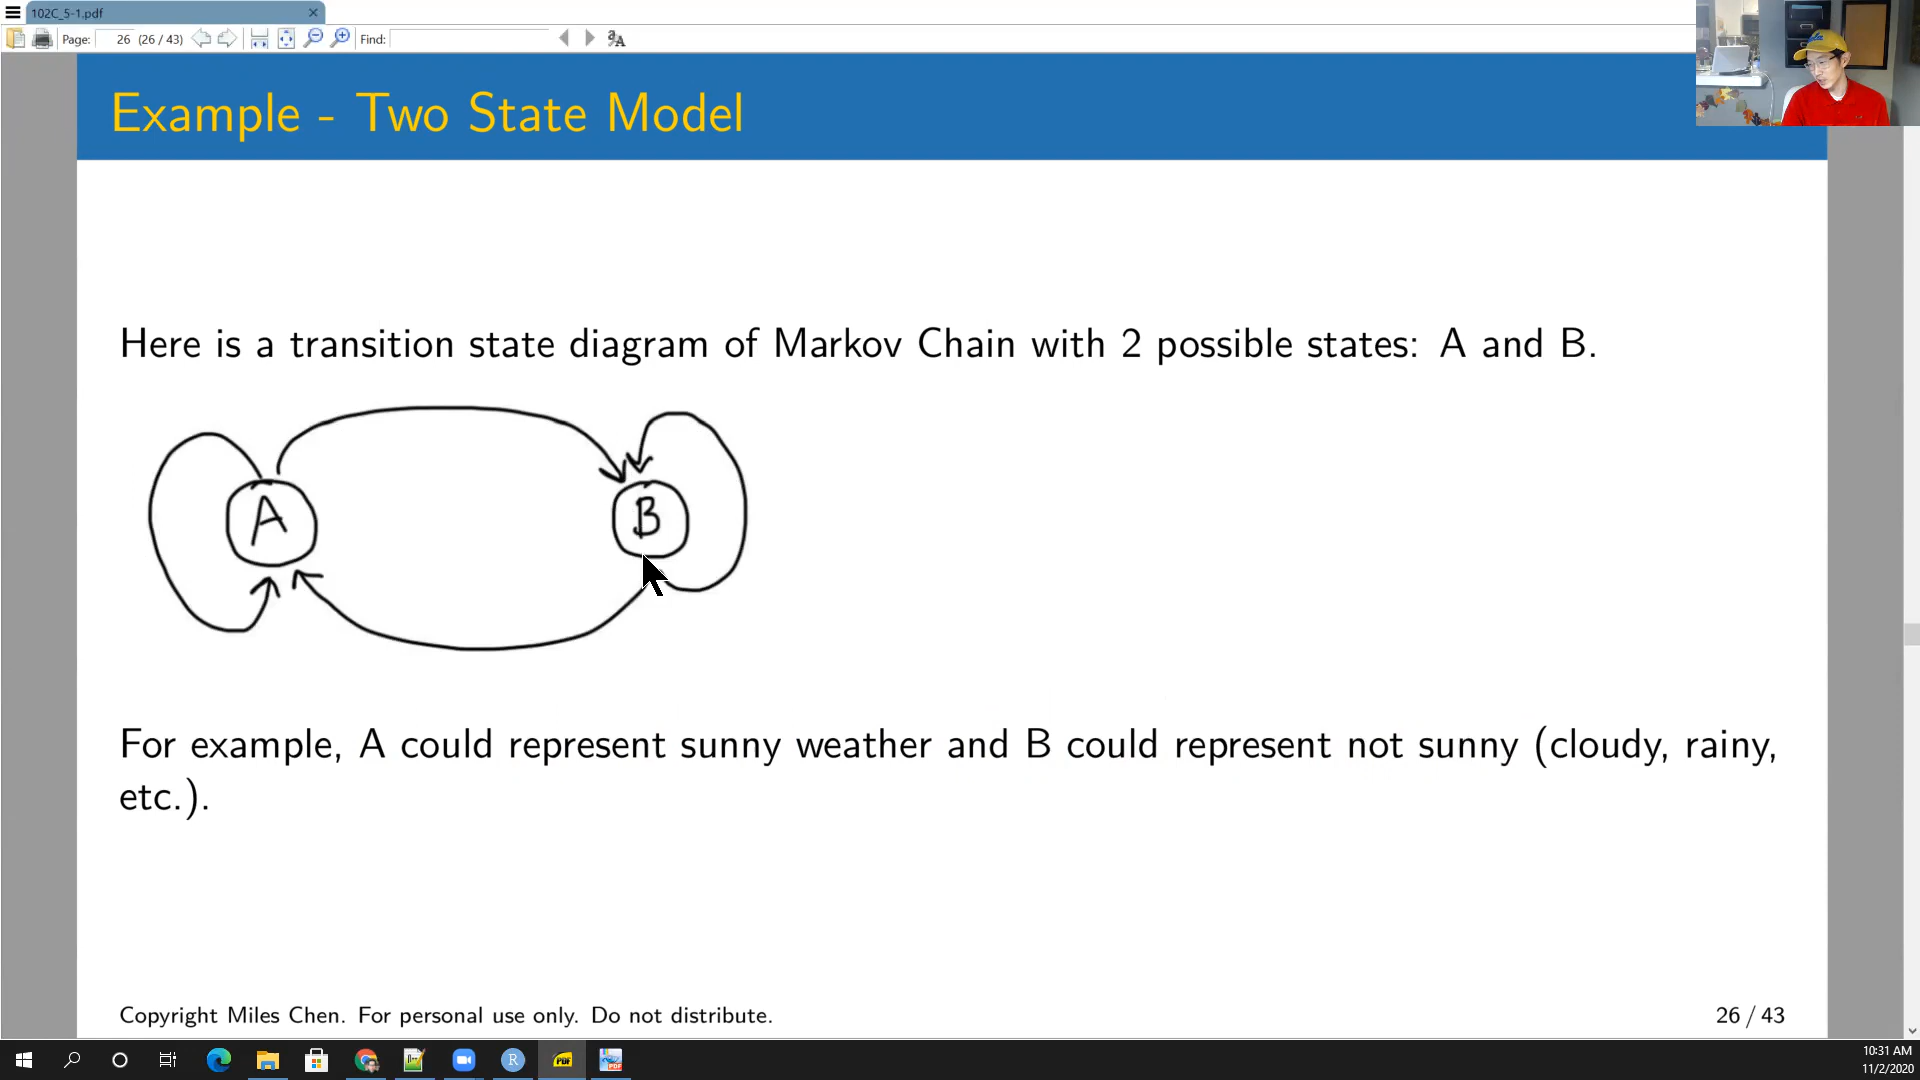 102C_5-1.pdf
Page: 26 (26 / 43) Find:
Example - Two State Model
Here is a transition state diagram of Markov Chain with 2 possible states: A and B.
A
B
For example, A could represent sunny weather and B could represent not sunny (cloudy, rainy,
etc.).
Copyright Miles Chen. For personal use only. Do not distribute.
26 / 43
R
PDF
PDF
10:31 AM
11/2/2020